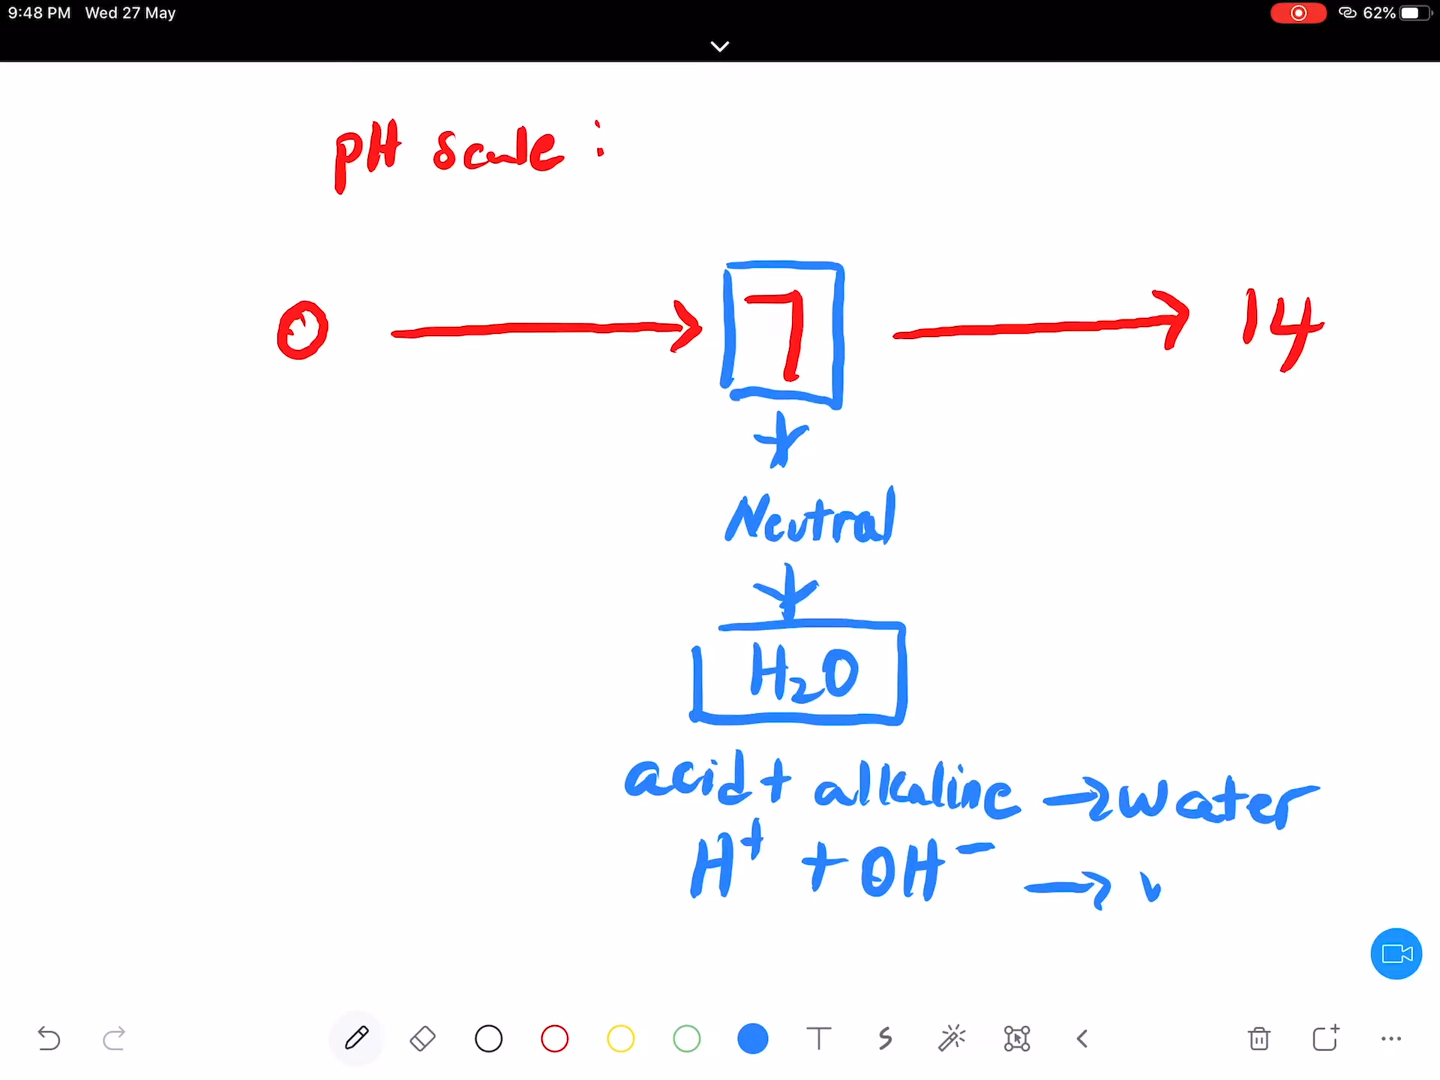 9:48 PM Wed 27 May 62%
pH scale :
0 → 7 → 14
Neutral
H₂O
acid + alkaline → water
H⁺ + OH⁻ →
T